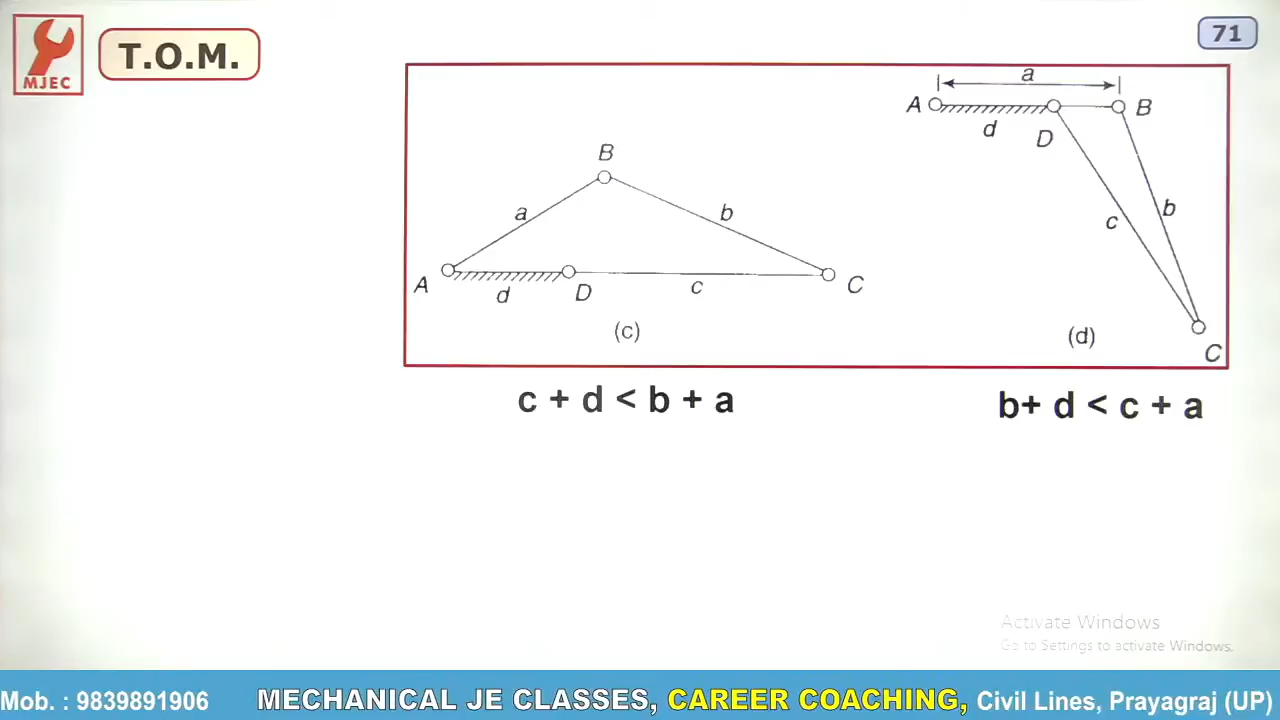 MJEC
T.O.M.
71
a
A
d
D
B
c
b
C
(d)
B
a
b
A
d
D
c
C
(c)
c + d < b + a
b+ d < c + a
Activate Windows
Go to Settings to activate Windows.
Mob. : 9839891906 MECHANICAL JE CLASSES, CAREER COACHING, Civil Lines, Prayagraj (UP)